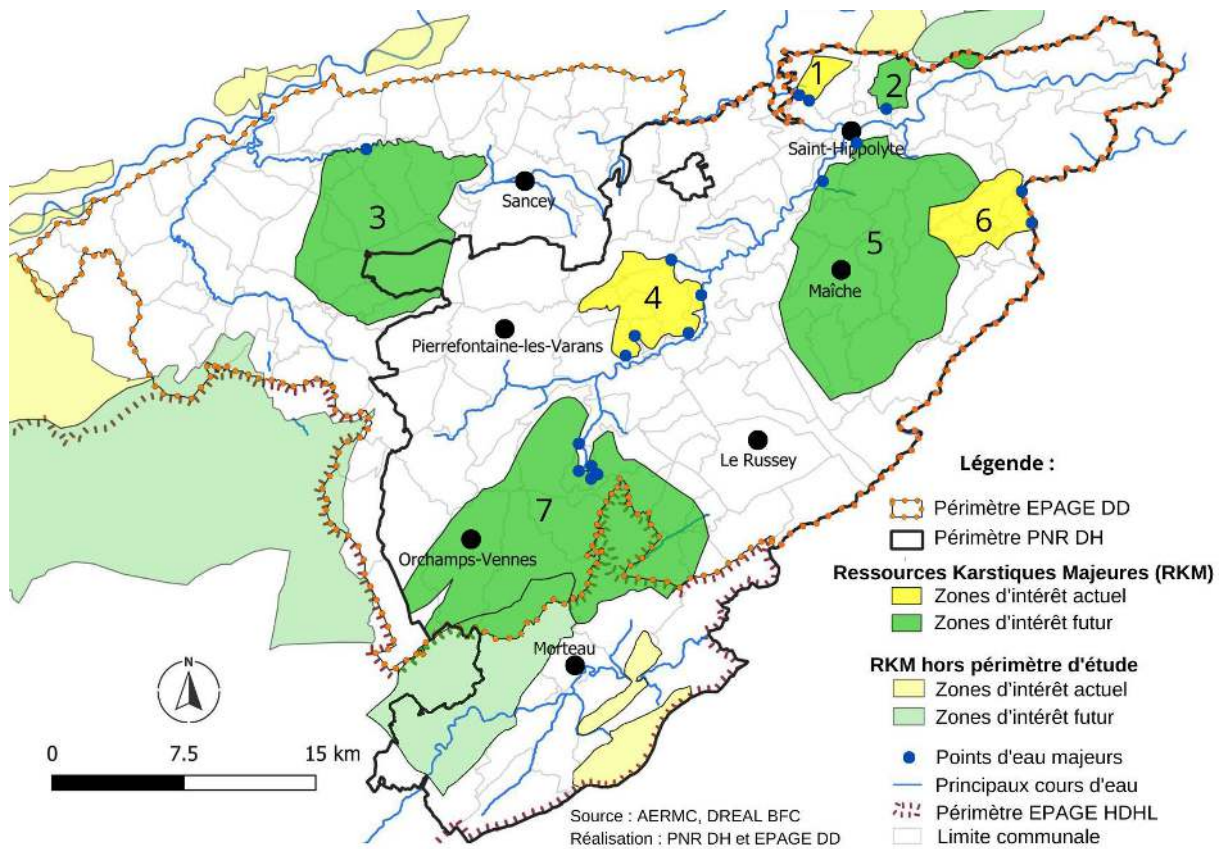 1
2
Saint-Hippolyte
3
Sancey
6
5
4
Maîche
Pierrefontaine-les-Varans
Le Russey
7
Orchamps-Vennes
Morteau
N
0 7.5 15 km
Source : AERMC, DREAL BFC
Réalisation : PNR DH et EPAGE DD
Légende :
Périmètre EPAGE DD
Périmètre PNR DH
Ressources Karstiques Majeures (RKM)
Zones d'intérêt actuel
Zones d'intérêt futur
RKM hors périmètre d'étude
Zones d'intérêt actuel
Zones d'intérêt futur
Points d'eau majeurs
Principaux cours d'eau
Périmètre EPAGE HDHL
Limite communale